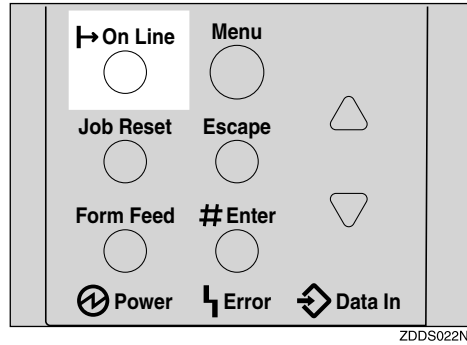 On Line Menu
Job Reset Escape
Form Feed #Enter
Power Error Data In
ZDDS022N